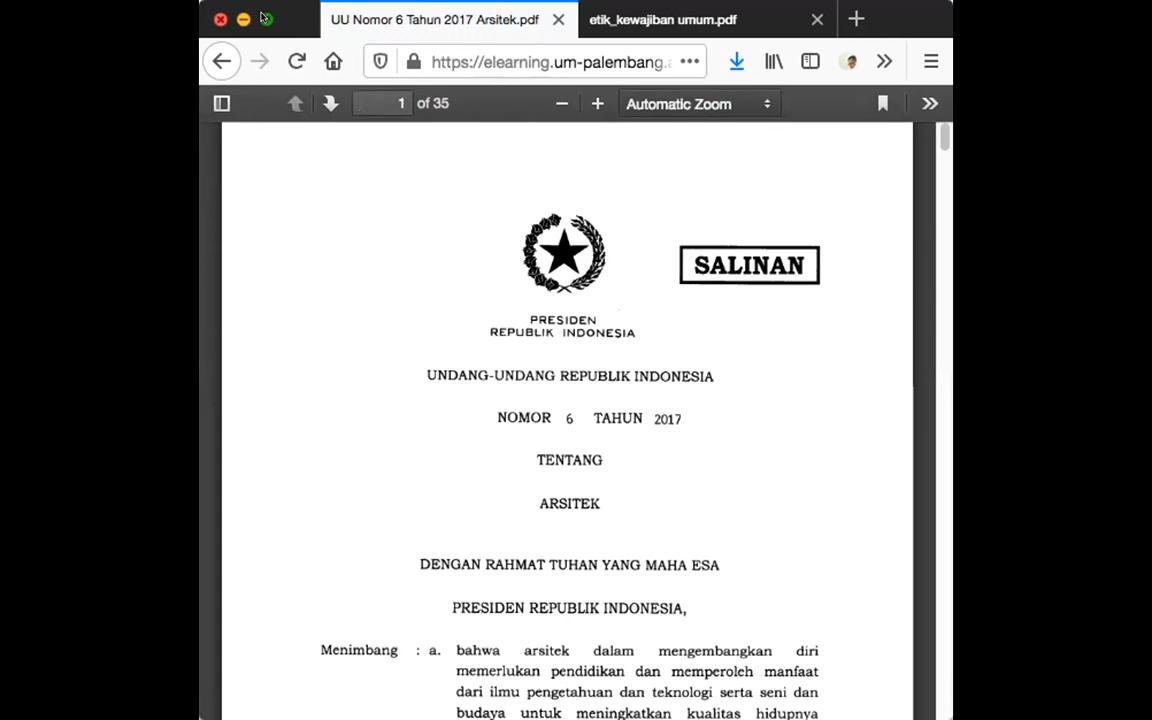 UU Nomor 6 Tahun 2017 Arsitek.pdf
etik_kewajiban umum.pdf
https://elearning.um-palembang.a
1 of 35
Automatic Zoom
SALINAN
PRESIDEN
REPUBLIK INDONESIA
UNDANG-UNDANG REPUBLIK INDONESIA
NOMOR 6 TAHUN 2017
TENTANG
ARSITEK
DENGAN RAHMAT TUHAN YANG MAHA ESA
PRESIDEN REPUBLIK INDONESIA,
Menimbang : a. bahwa arsitek dalam mengembangkan diri
memerlukan pendidikan dan memperoleh manfaat
dari ilmu pengetahuan dan teknologi serta seni dan
budaya untuk meningkatkan kualitas hidupnya